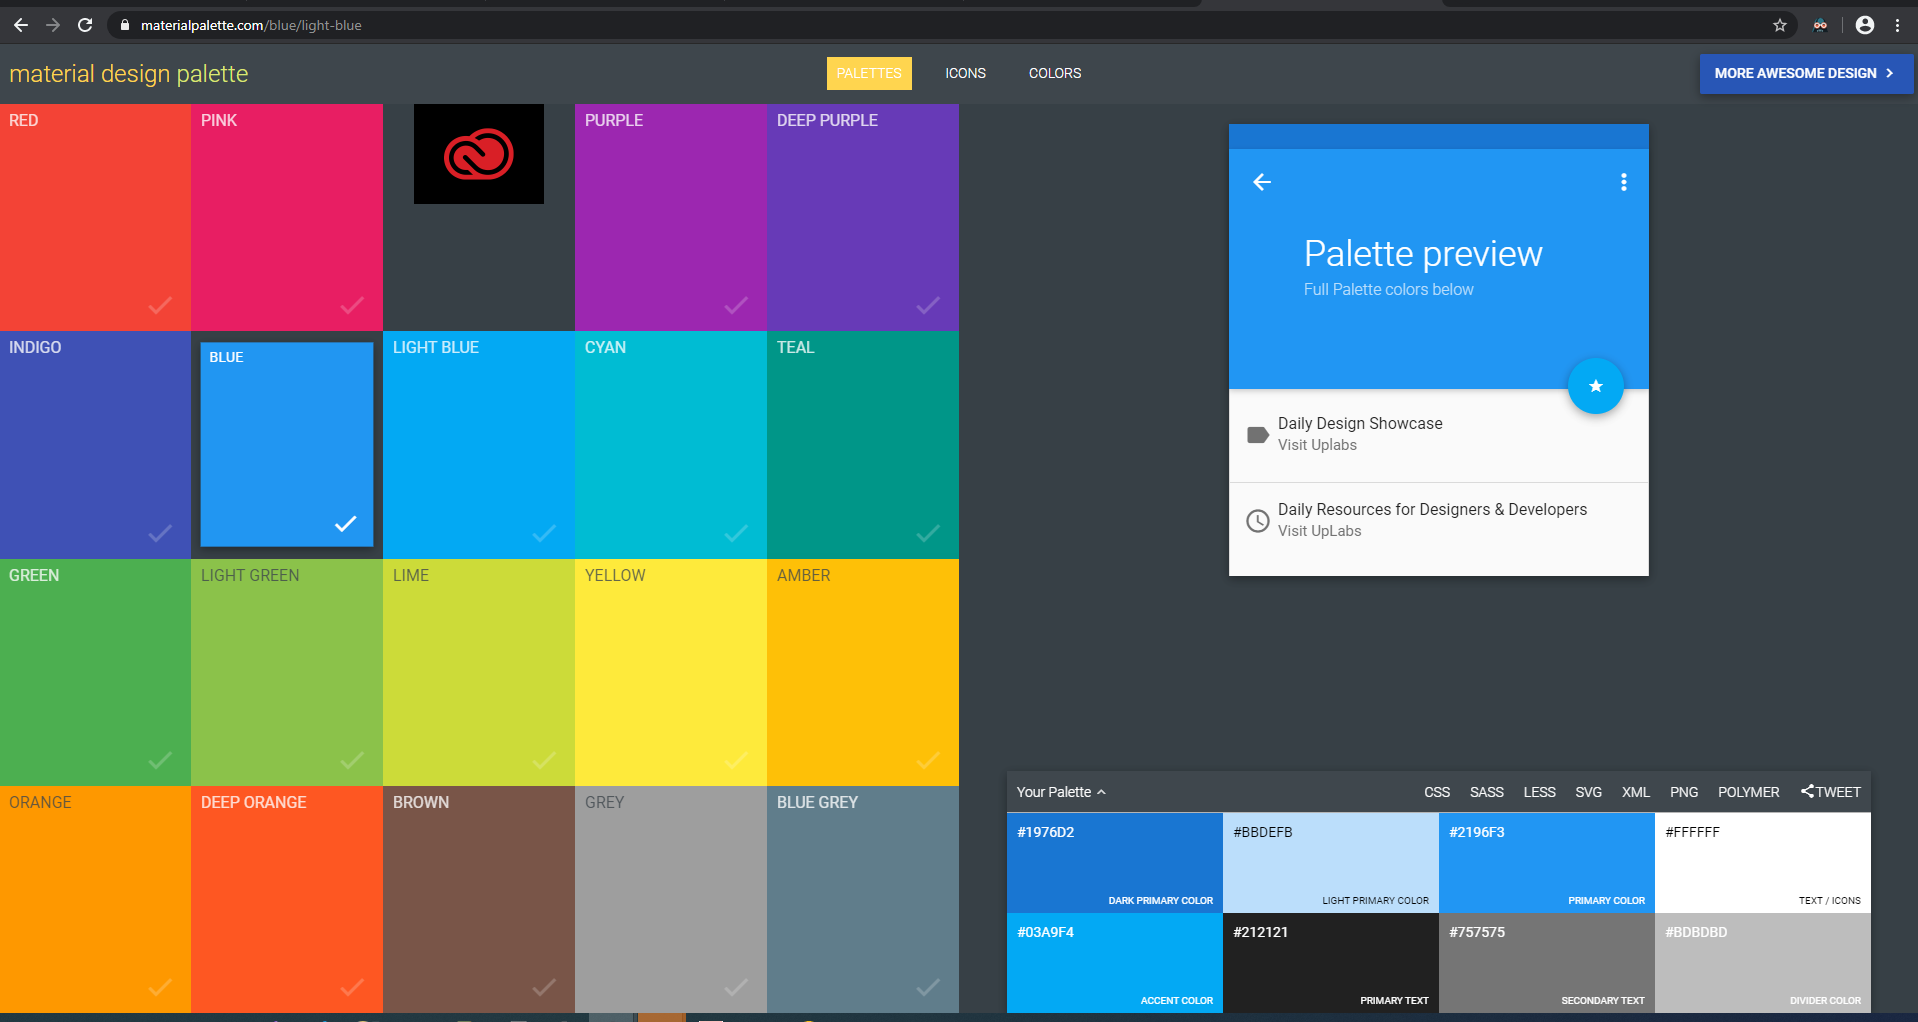 materialpalette.com/blue/light-blue
material design palette
PALETTES
ICONS
COLORS
MORE AWESOME DESIGN
RED
PINK
PURPLE
DEEP PURPLE
INDIGO
BLUE
LIGHT BLUE
CYAN
TEAL
GREEN
LIGHT GREEN
LIME
YELLOW
AMBER
ORANGE
DEEP ORANGE
BROWN
GREY
BLUE GREY
Palette preview
Full Palette colors below
Daily Design Showcase
Visit Uplabs
Daily Resources for Designers & Developers
Visit UpLabs
Your Palette
CSS
SASS
LESS
SVG
XML
PNG
POLYMER
TWEET
#1976D2
DARK PRIMARY COLOR
#BBDEFB
LIGHT PRIMARY COLOR
#2196F3
PRIMARY COLOR
#FFFFFF
TEXT / ICONS
#03A9F4
ACCENT COLOR
#212121
PRIMARY TEXT
#757575
SECONDARY TEXT
#BDBDBD
DIVIDER COLOR